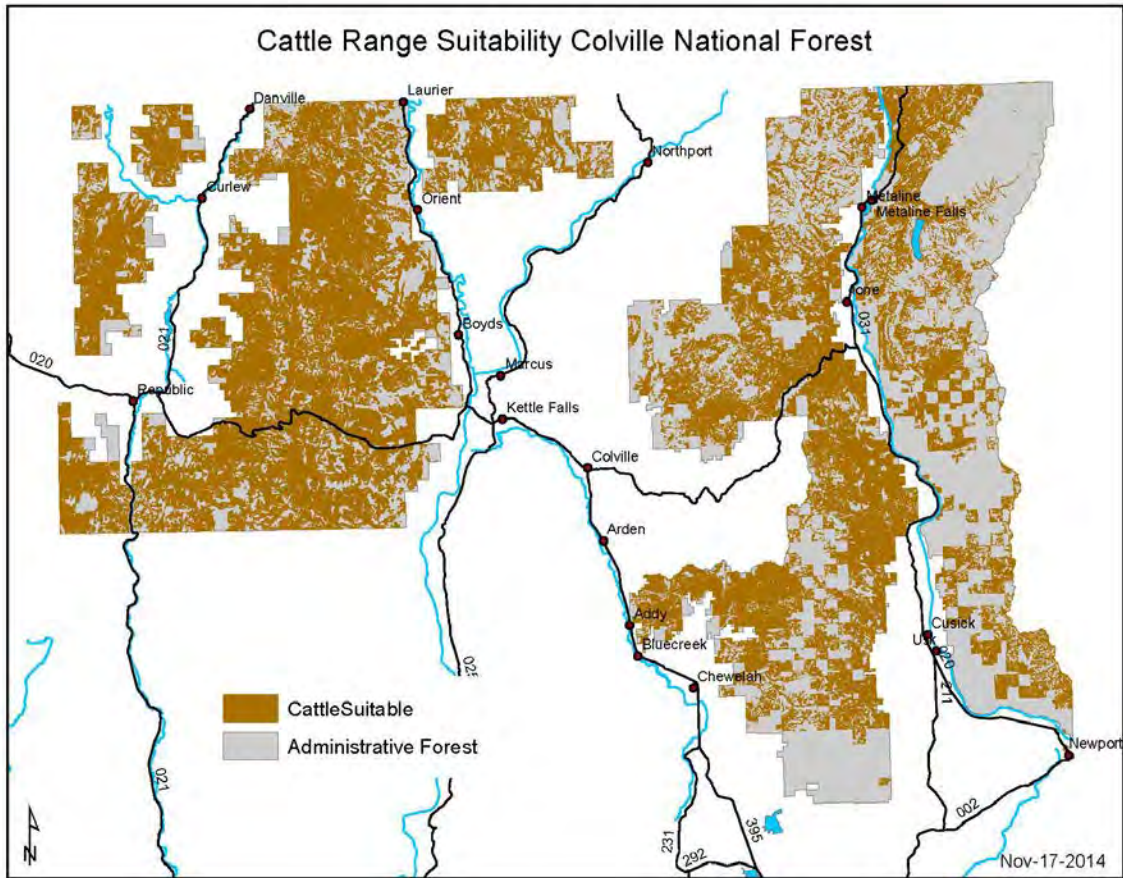 Cattle Range Suitability Colville National Forest
Danville
Laurier
Northport
Curlew
Orient
Metaline
Metaline Falls
Ione
Boyds
021
031
020
Marcus
Republic
Kettle Falls
Colville
Arden
Addy
Cusick
Usk
Bluecreek
020
025
Chewelah
211
CattleSuitable
Administrative Forest
Newport
021
002
395
231
292
N
Nov-17-2014